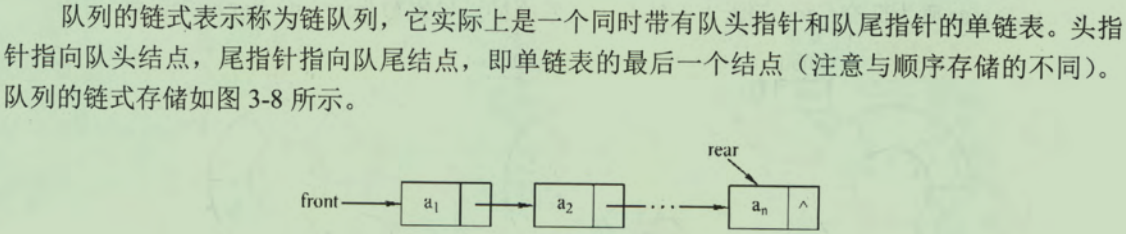 队列的链式表示称为链队列，它实际上是一个同时带有队头指针和队尾指针的单链表。头指
针指向队头结点，尾指针指向队尾结点，即单链表的最后一个结点（注意与顺序存储的不同）。
队列的链式存储如图 3-8 所示。
rear
front a₁ a₂ ··· aₙ ^